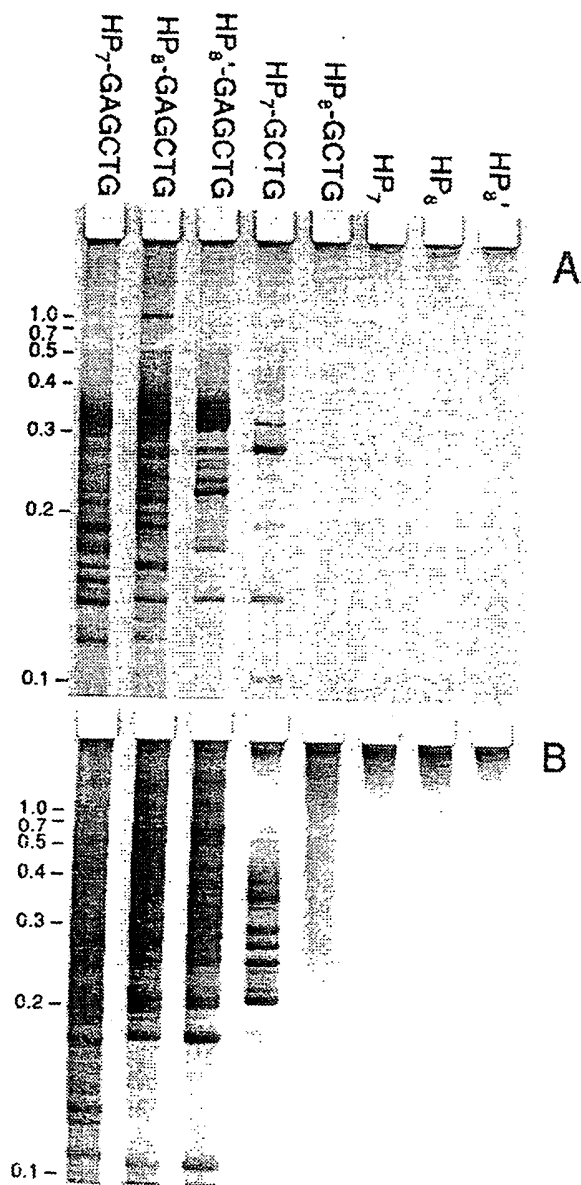 HP₇-GAGCTG
HP₈-GAGCTG
HP₈'-GAGCTG
HP₇-GCTG
HP₈-GCTG
HP₇
HP₈
HP₈'
A
1.0
0.7
0.5
0.4
0.3
0.2
0.1
B
1.0
0.7
0.5
0.4
0.3
0.2
0.1